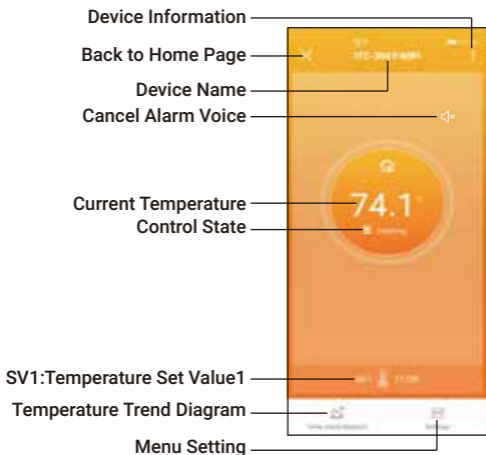 Device Information
Back to Home Page
Device Name
Cancel Alarm Voice
74.1°
Current Temperature
Control State
SV1:Temperature Set Value1
Temperature Trend Diagram
Menu Setting